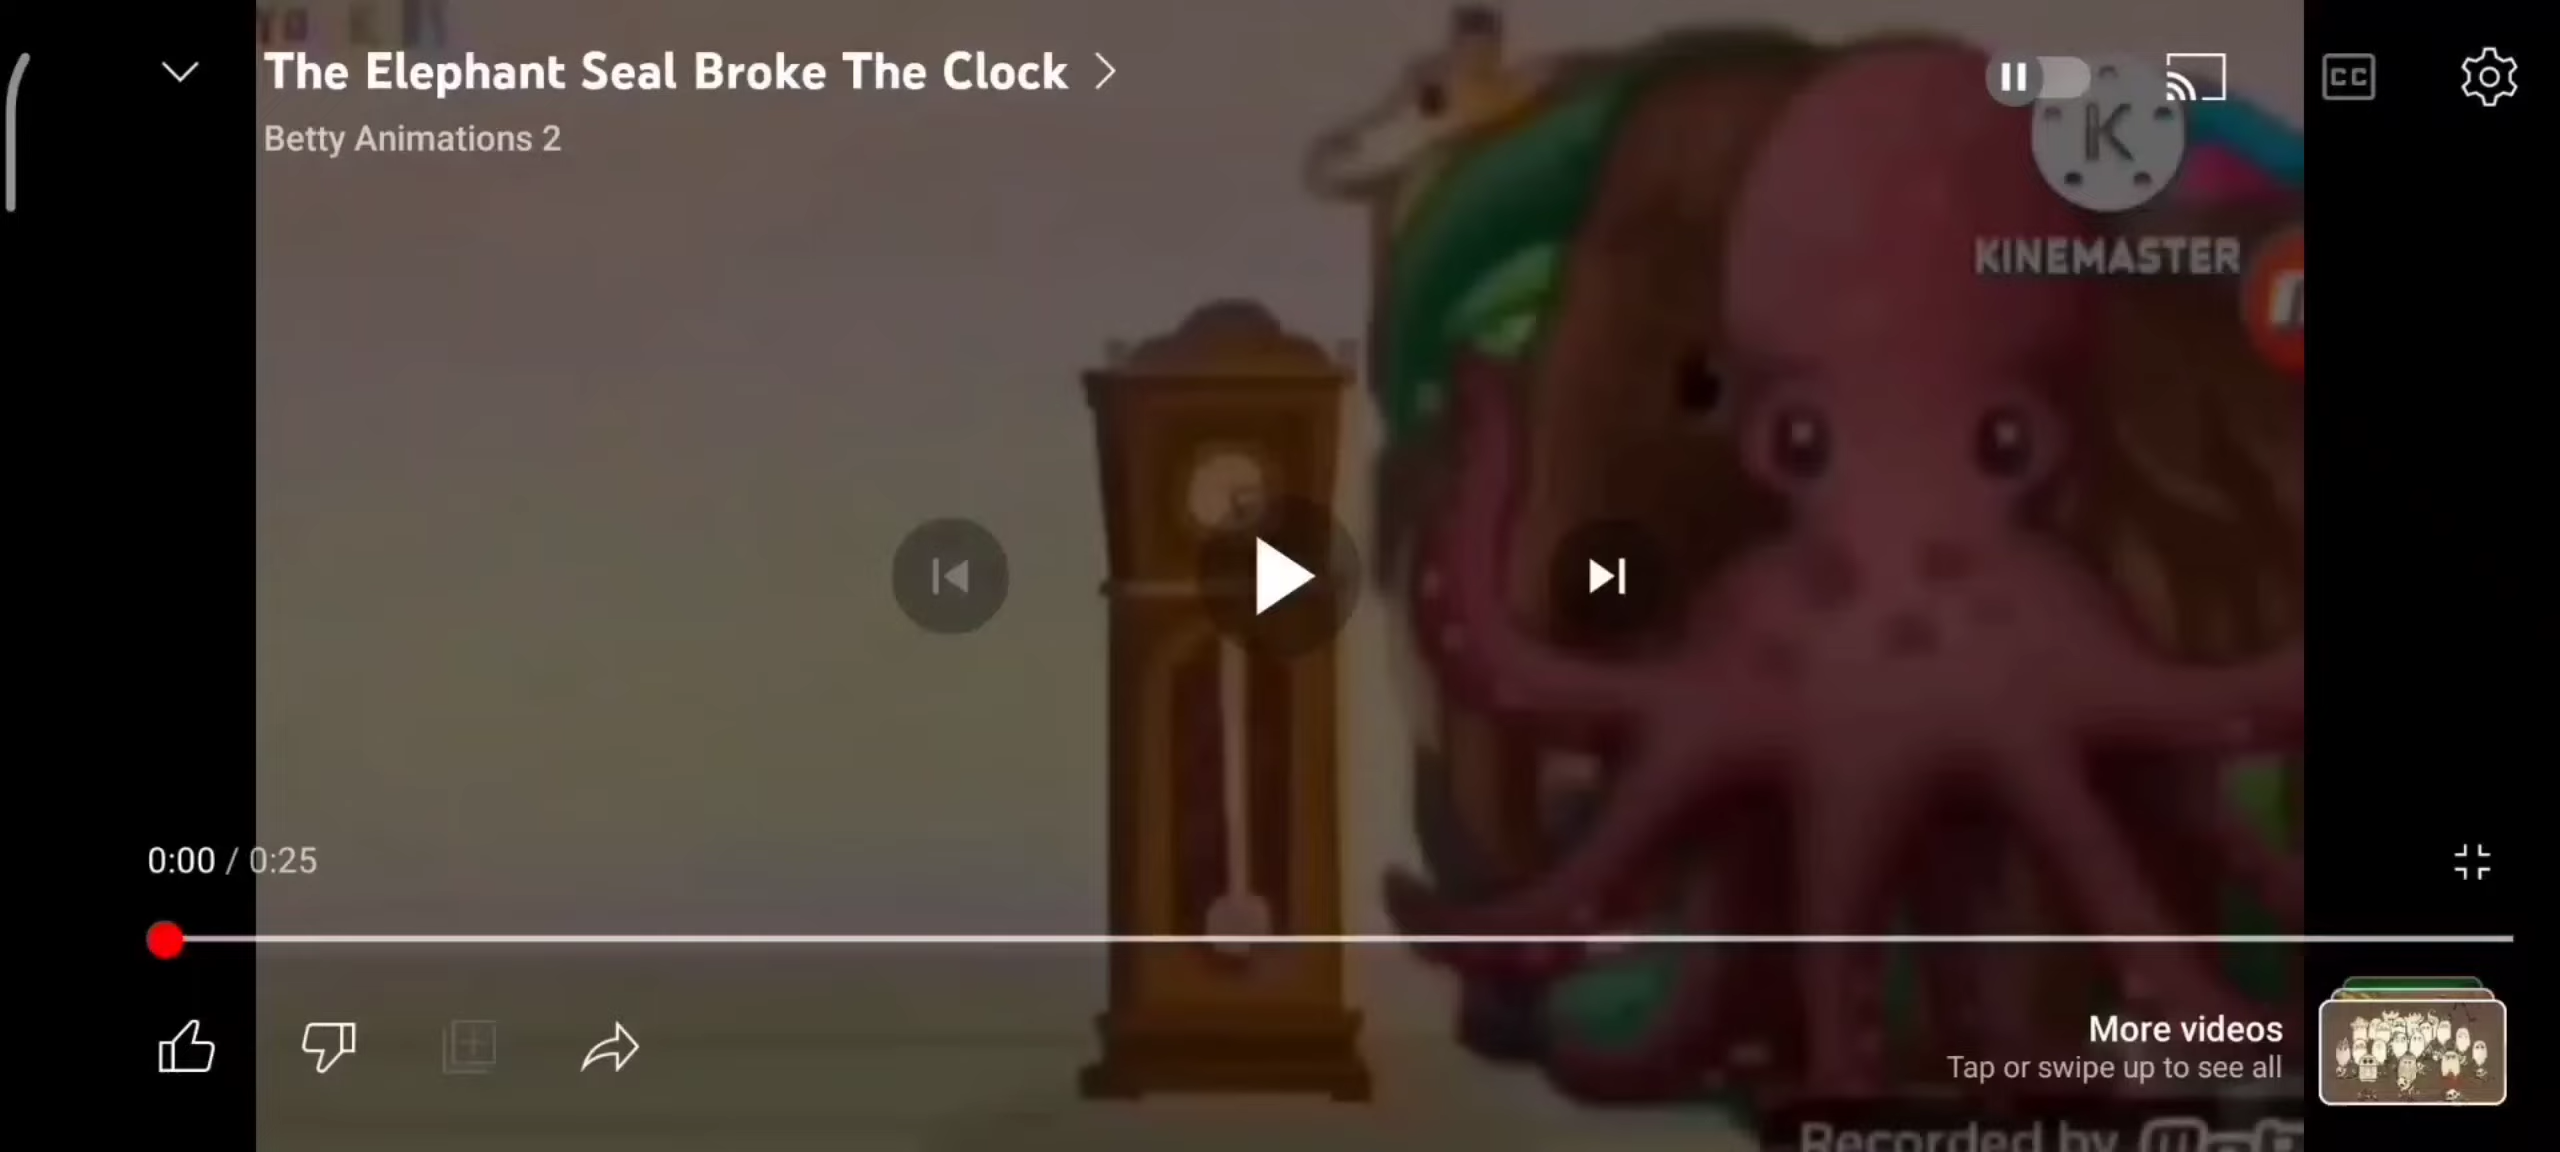 The Elephant Seal Broke The Clock
Betty Animations 2
CC
K
KINEMASTER
0:00 / 0:25
More videos
Tap or swipe up to see all
Recorded by